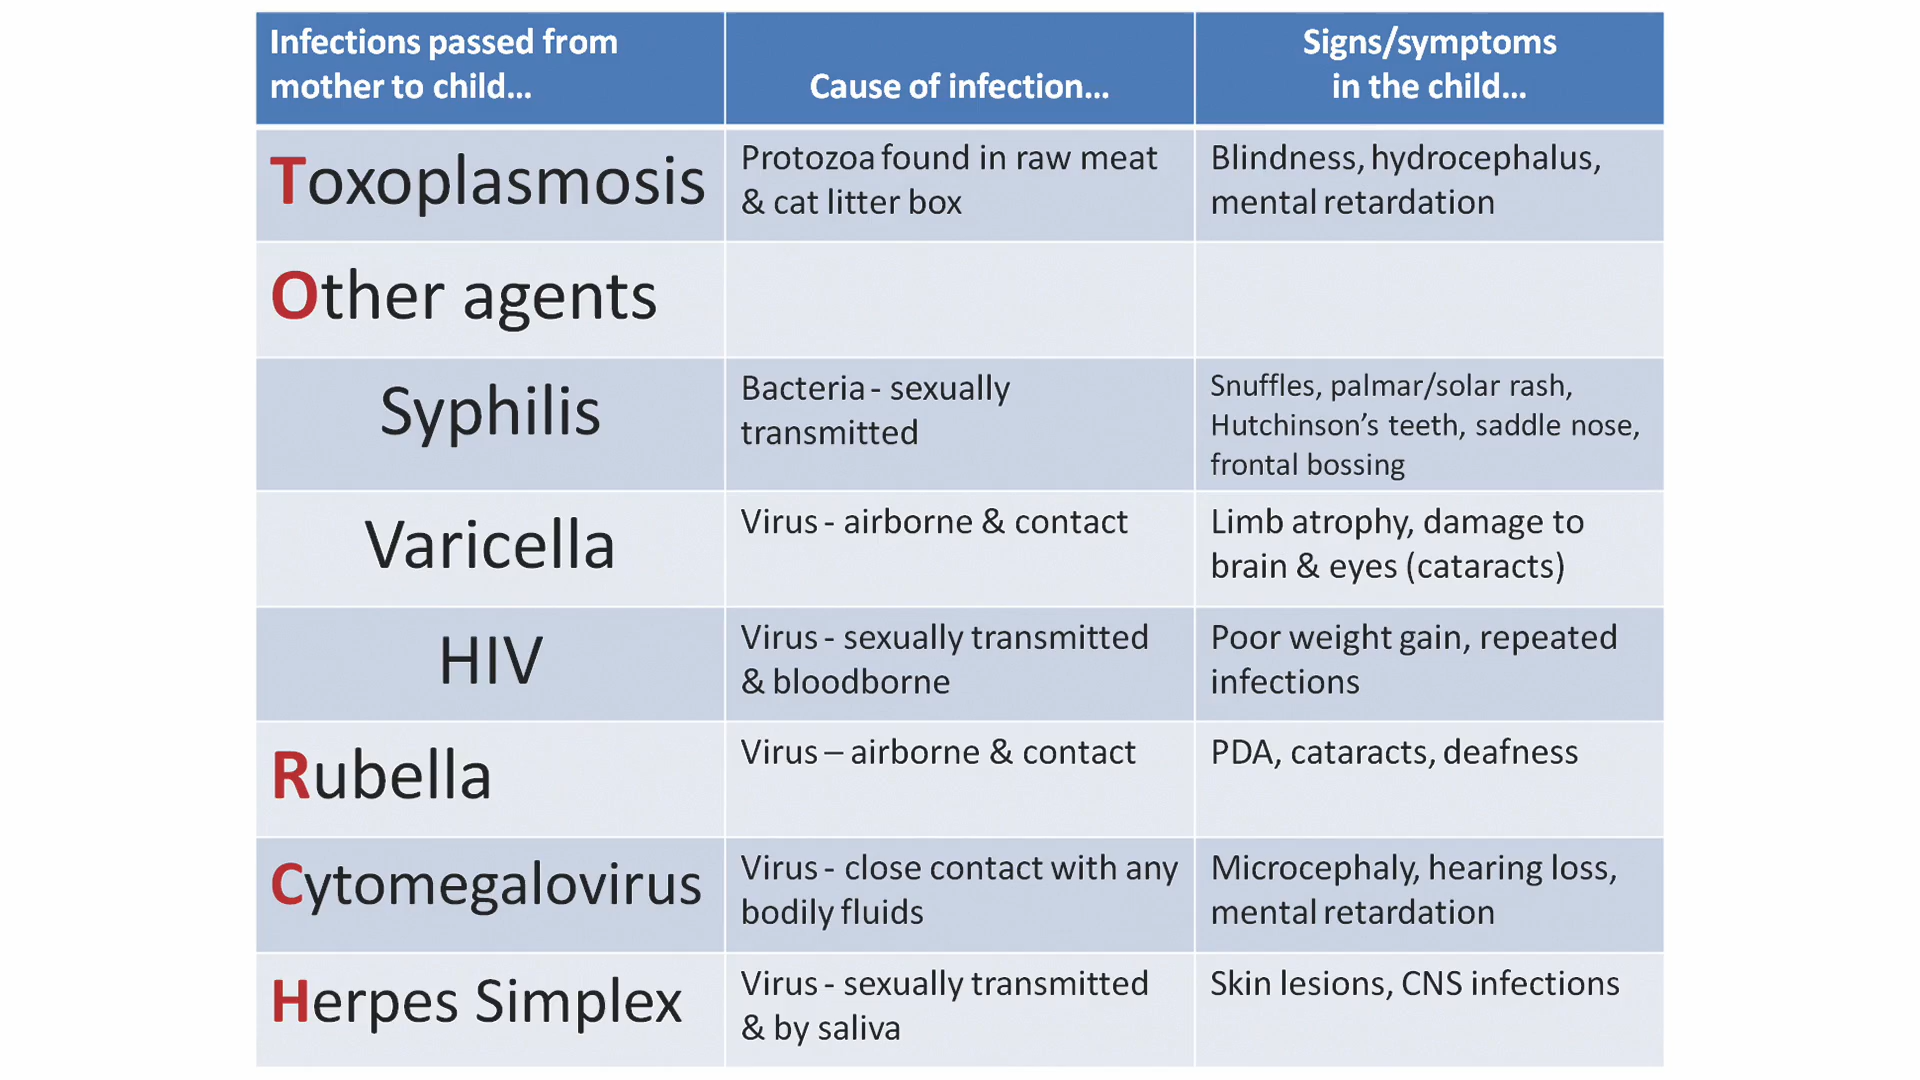 Infections passed from
mother to child...
Cause of infection...
Signs/symptoms
in the child...
Toxoplasmosis
Protozoa found in raw meat
& cat litter box
Blindness, hydrocephalus,
mental retardation
Other agents
Syphilis
Bacteria - sexually
transmitted
Snuffles, palmar/solar rash,
Hutchinson's teeth, saddle nose,
frontal bossing
Varicella
Virus - airborne & contact
Limb atrophy, damage to
brain & eyes (cataracts)
HIV
Virus - sexually transmitted
& bloodborne
Poor weight gain, repeated
infections
Rubella
Virus – airborne & contact
PDA, cataracts, deafness
Cytomegalovirus
Virus - close contact with any
bodily fluids
Microcephaly, hearing loss,
mental retardation
Herpes Simplex
Virus - sexually transmitted
& by saliva
Skin lesions, CNS infections